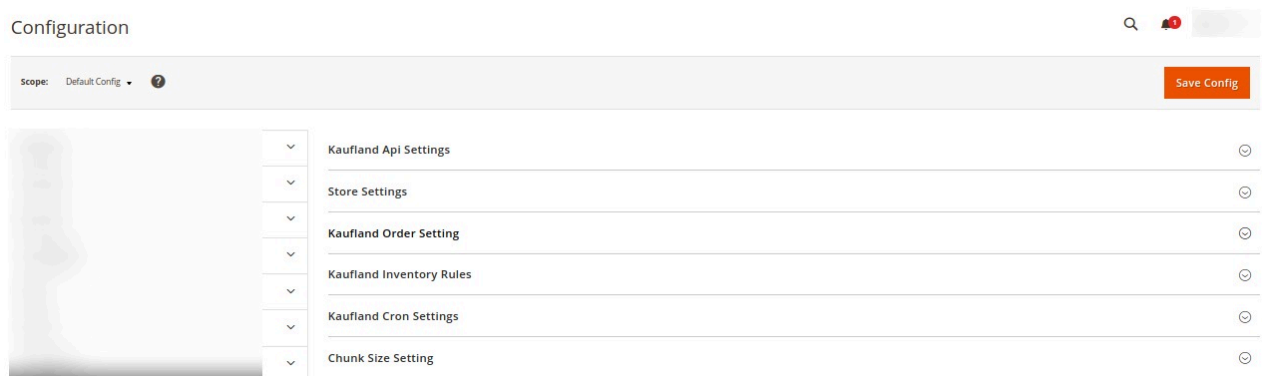 Configuration
1
Scope: Default Config ?
Save Config
Kaufland Api Settings
Store Settings
Kaufland Order Setting
Kaufland Inventory Rules
Kaufland Cron Settings
Chunk Size Setting